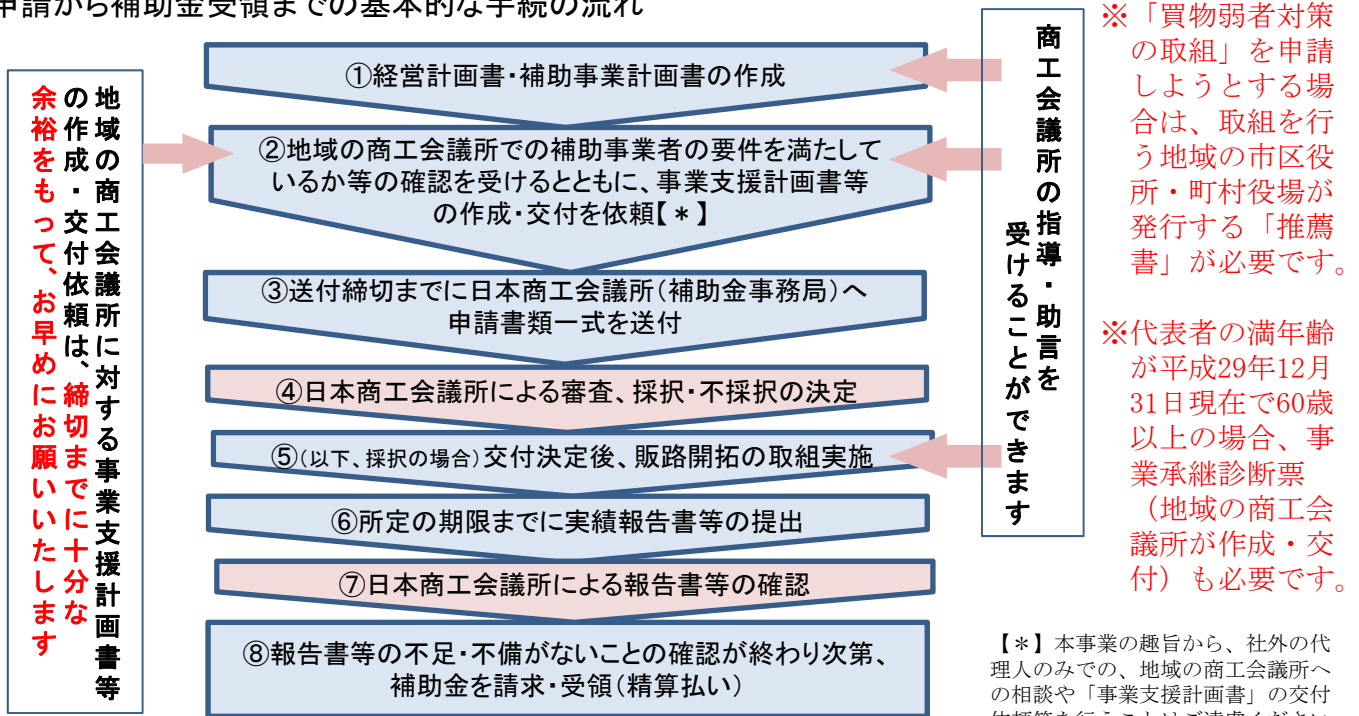 申請から補助金受領までの基本的な手続の流れ
地域の商工会議所に対する事業支援計画書等
の作成・交付依頼は、締切までに十分な
余裕をもって、お早めにお願いいたします
①経営計画書・補助事業計画書の作成
②地域の商工会議所での補助事業者の要件を満たして
いるか等の確認を受けるとともに、事業支援計画書等
の作成・交付を依頼【＊】
③送付締切までに日本商工会議所（補助金事務局）へ
申請書類一式を送付
④日本商工会議所による審査、採択・不採択の決定
⑤（以下、採択の場合）交付決定後、販路開拓の取組実施
⑥所定の期限までに実績報告書等の提出
⑦日本商工会議所による報告書等の確認
⑧報告書等の不足・不備がないことの確認が終わり次第、
補助金を請求・受領（精算払い）
商工会議所の指導・助言を
受けることができます
※「買物弱者対策
の取組」を申請
しようとする場
合は、取組を行
う地域の市区役
所・町村役場が
発行する「推薦
書」が必要です。
※代表者の満年齢
が平成29年12月
31日現在で60歳
以上の場合、事
業承継診断票
（地域の商工会
議所が作成・交
付）も必要です。
【＊】本事業の趣旨から、社外の代
理人のみでの、地域の商工会議所へ
の相談や「事業支援計画書」の交付
依頼等を行うことはご遠慮ください